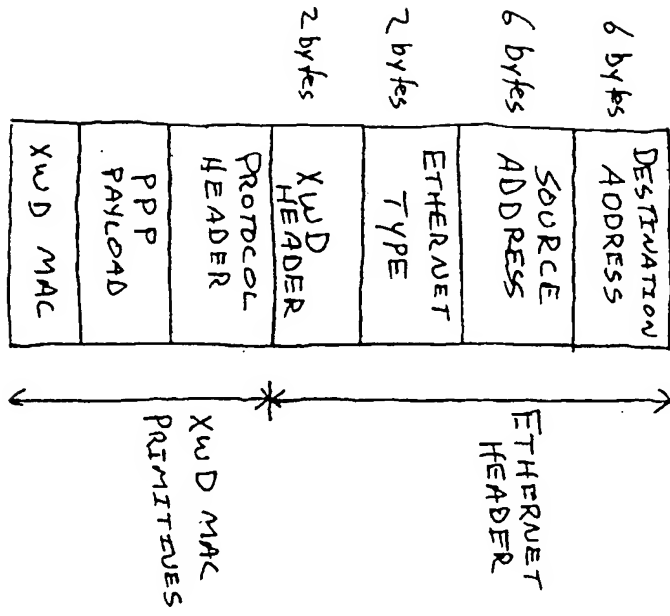 6 bytes
DESTINATION
ADDRESS
6 bytes
SOURCE
ADDRESS
2 bytes
ETHERNET
TYPE
2 bytes
XWD
HEADER
PROTOCOL
HEADER
PPP
PAYLOAD
XWD MAC
ETHERNET
HEADER
XWD MAC
PRIMITIVES